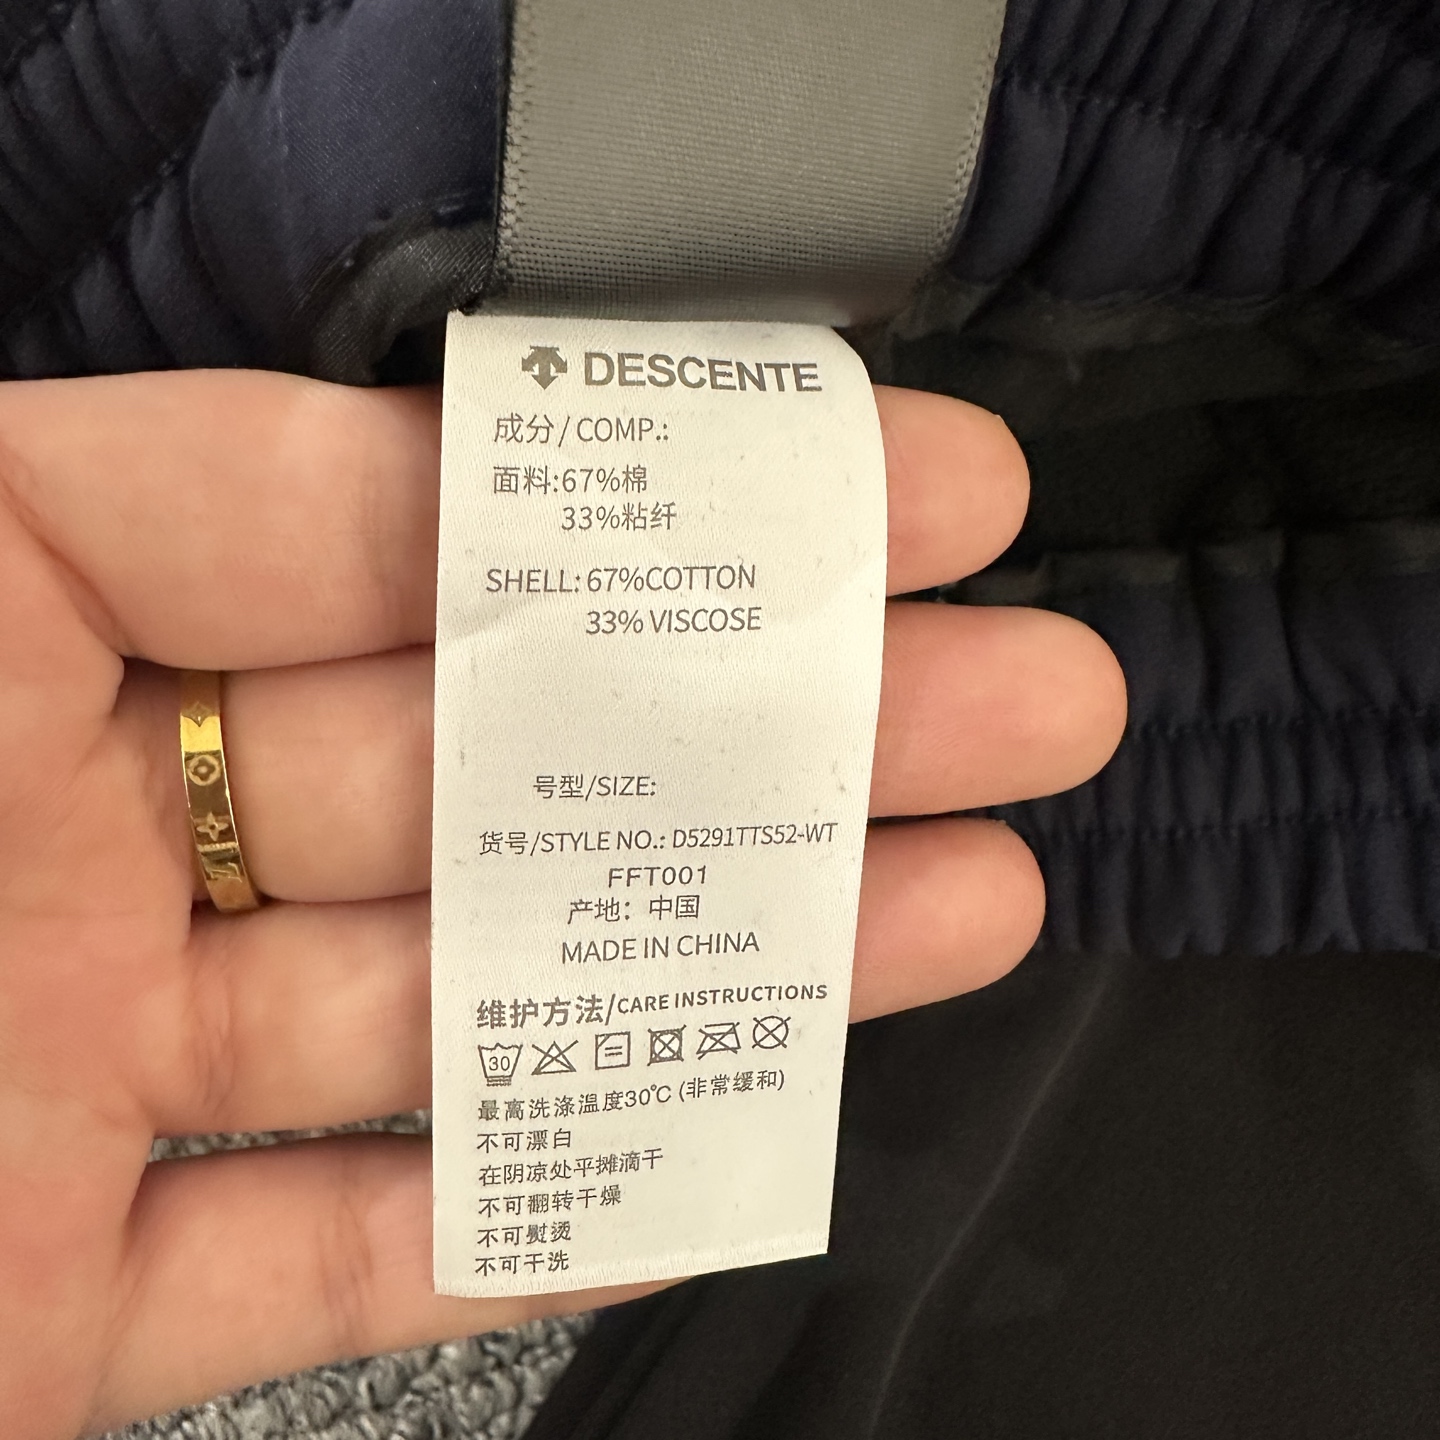 DESCENTE
成分/COMP.:
面料:67%棉
33%粘纤
SHELL: 67%COTTON
33% VISCOSE
号型/SIZE:
货号/STYLE NO.: D5291TTS52-WT
FFT001
产地: 中国
MADE IN CHINA
维护方法/CARE INSTRUCTIONS
30
最高洗涤温度30℃ (非常缓和)
不可漂白
在阴凉处平摊滴干
不可翻转干燥
不可熨烫
不可干洗